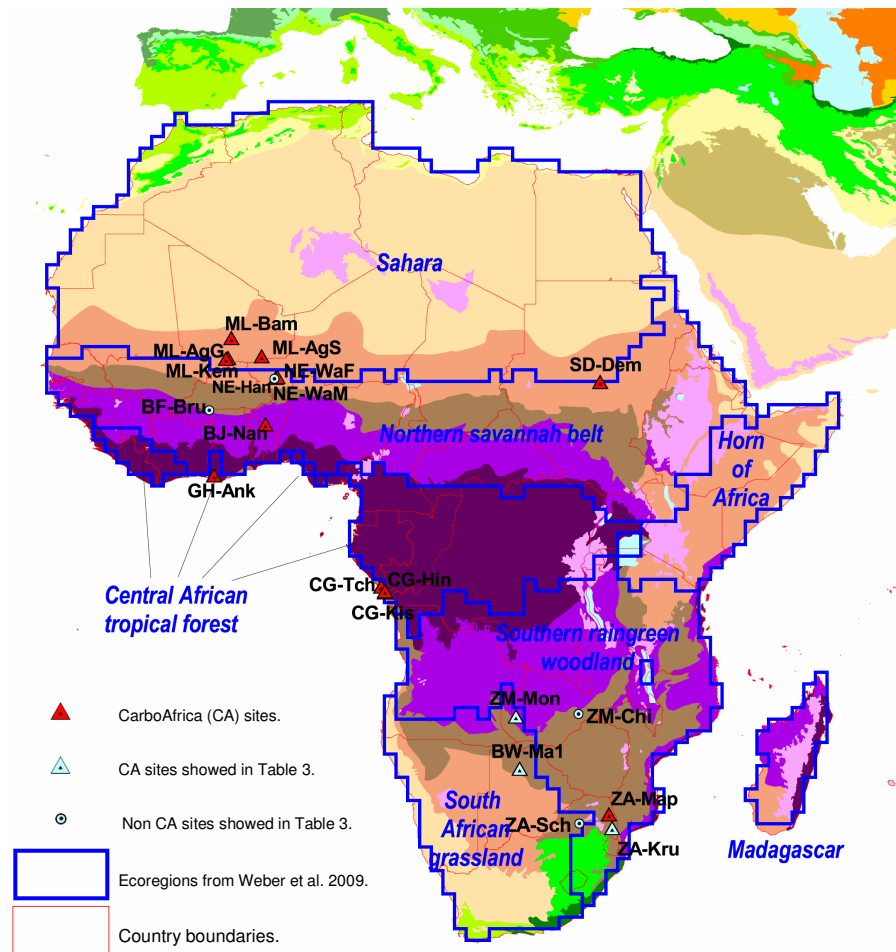 Sahara
ML-Bam
ML-AqG
ML-AgS
ML-Kem
NE-WaF
SD-Dem
NE-Han
NE-WaM
BF-Bru
BJ-Nan
Northern savannah belt
Horn
of
Africa
GH-Ank
CG-Tch
CG-Hin
CG-Kis
Central African
tropical forest
Southern raingreen
woodland
ZM-Mon
ZM-Chi
CarboAfrica (CA) sites.
BW-Ma1
CA sites showed in Table 3.
South
African
grassland
ZA-Map
ZA-Sch
ZA-Kru
Non CA sites showed in Table 3.
Madagascar
Ecoregions from Weber et al. 2009.
Country boundaries.